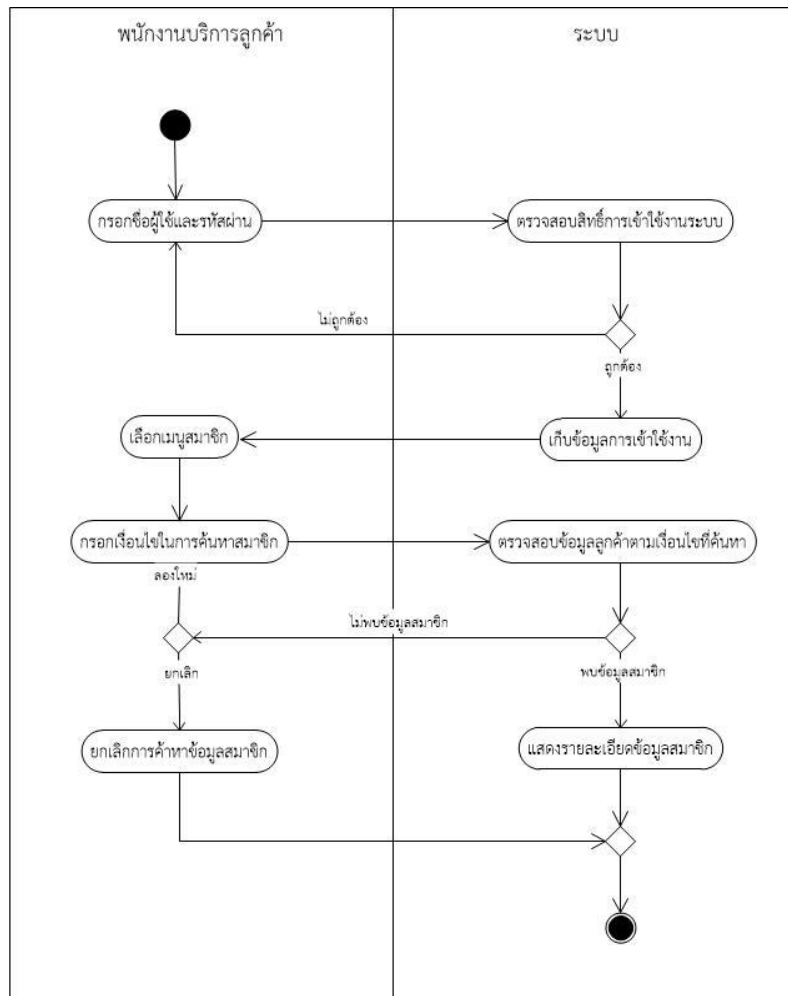 พนักงานบริการลูกค้า
ระบบ
กรอกชื่อผู้ใช้และรหัสผ่าน
ตรวจสอบสิทธิ์การเข้าใช้งานระบบ
ไม่ถูกต้อง
ถูกต้อง
เลือกเมนูสมาชิก
เก็บข้อมูลการเข้าใช้งาน
กรอกเงื่อนไขในการค้นหาสมาชิก
ตรวจสอบข้อมูลลูกค้าตามเงื่อนไขที่ค้นหา
ลองใหม่
ไม่พบข้อมูลสมาชิก
ยกเลิก
พบข้อมูลสมาชิก
ยกเลิกการค้าหาข้อมูลสมาชิก
แสดงรายละเอียดข้อมูลสมาชิก